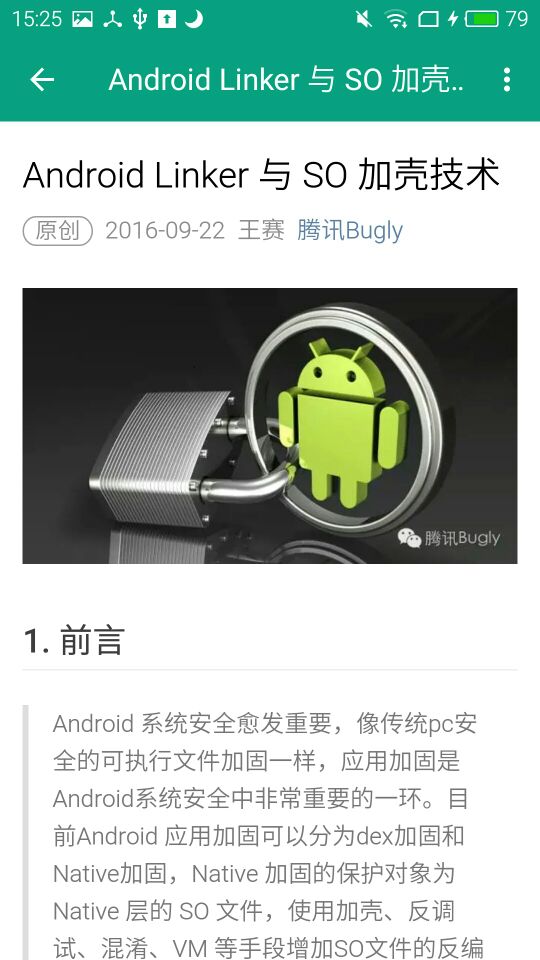 15:25
79
Android Linker 与 SO 加壳..
Android Linker 与 SO 加壳技术
原创 2016-09-22 王赛 腾讯Bugly
腾讯Bugly
1. 前言
Android 系统安全愈发重要，像传统pc安
全的可执行文件加固一样，应用加固是
Android系统安全中非常重要的一环。目
前Android 应用加固可以分为dex加固和
Native加固，Native 加固的保护对象为
Native 层的 SO 文件，使用加壳、反调
试、混淆、VM 等手段增加SO文件的反编